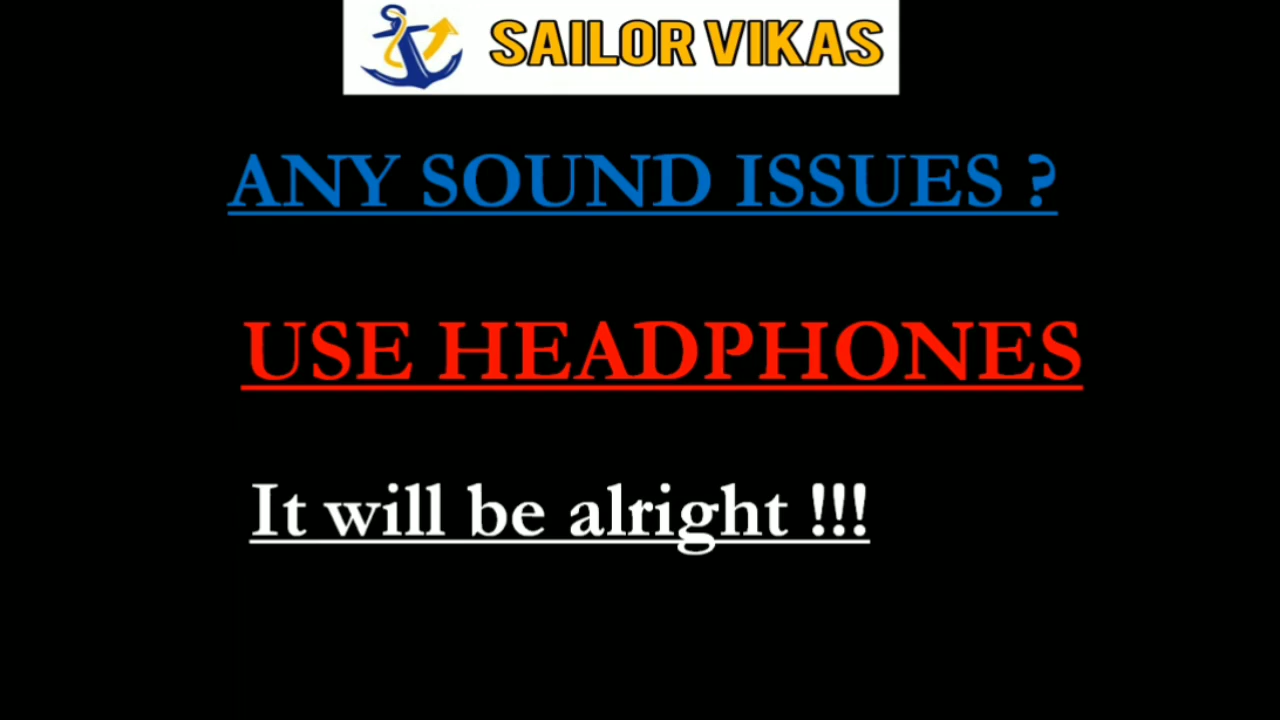 SAILOR VIKAS
ANY SOUND ISSUES ?
USE HEADPHONES
It will be alright !!!